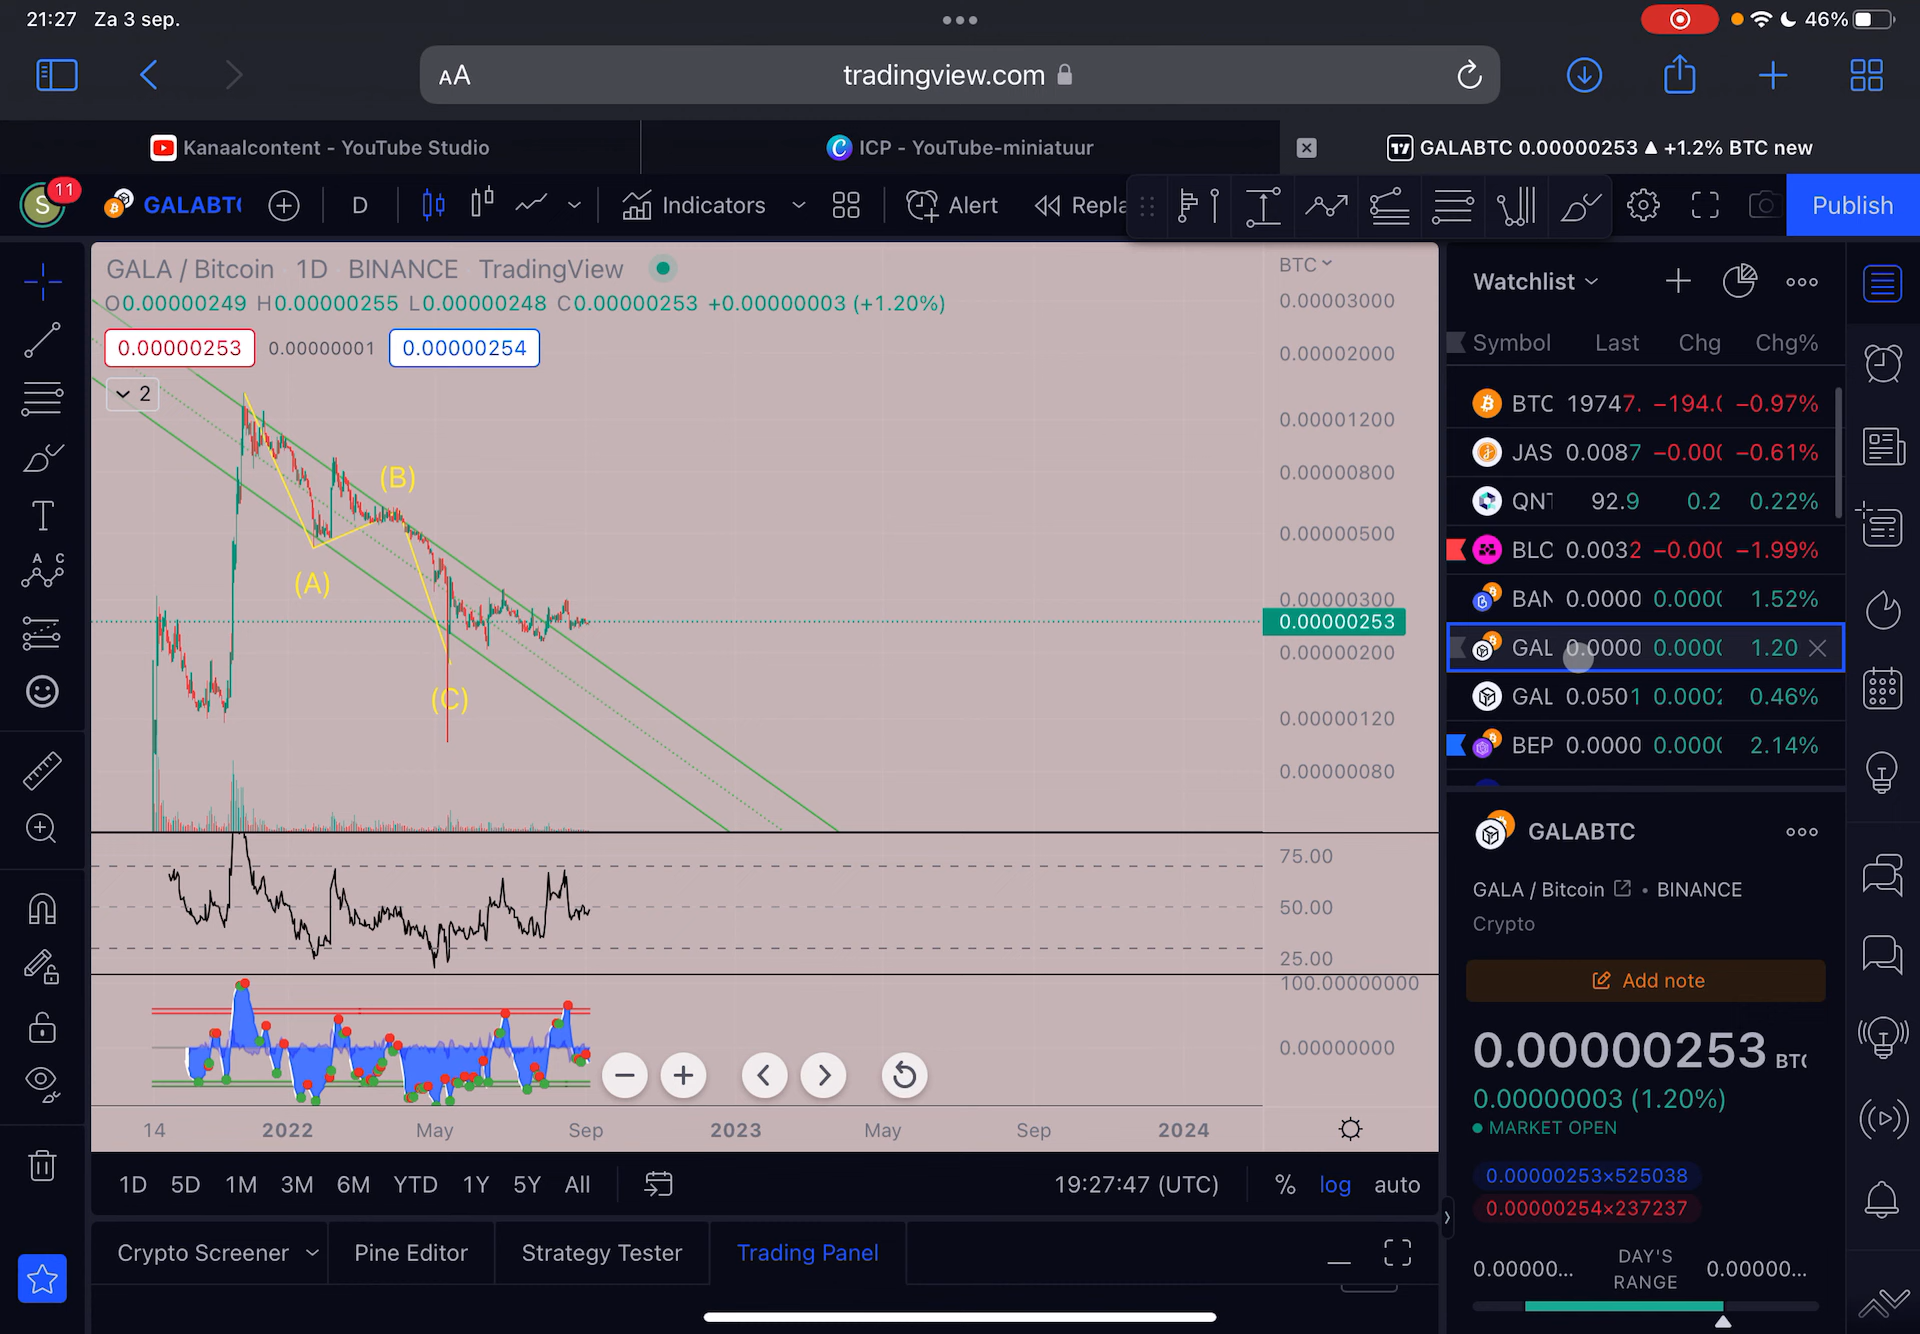 21:27 Za 3 sep.
46%
AA
tradingview.com
Kanaalcontent - YouTube Studio
ICP - YouTube-miniatuur
GALABTC 0.00000253 ▲ +1.2% BTC new
S
11
D
Indicators
Alert
Publish
GALA / Bitcoin 1D BINANCE TradingView
O0.00000249 H0.00000255 L0.00000248 C0.00000253 +0.00000003 (+1.20%)
0.00000253
0.00000001
0.00000254
2
(A)
(B)
(C)
BTC
0.00003000
0.00002000
0.00001200
0.00000800
0.00000500
0.00000300
0.00000253
0.00000200
0.00000120
0.00000080
75.00
50.00
25.00
100.00000000
0.00000000
14 2022 May Sep 2023 May Sep 2024
1D 5D 1M 3M 6M YTD 1Y 5Y All
19:27:47 (UTC)
% log auto
Crypto Screener
Pine Editor
Strategy Tester
Trading Panel
Watchlist
Symbol Last Chg Chg%
BTC 19747. −194.0 −0.97%
JAS 0.0087 −0.00 −0.61%
QNT 92.9 0.2 0.22%
BLC 0.0032 −0.00 −1.99%
BAN 0.0000 0.000 1.52%
GAL 0.0000 0.000 1.20
GAL 0.0501 0.0002 0.46%
BEP 0.0000 0.000 2.14%
GALABTC
GALA / Bitcoin • BINANCE
Crypto
Add note
0.00000253 BTC
0.00000003 (1.20%)
MARKET OPEN
0.00000253×525038
0.00000254×237237
0.00000...
DAY'S
RANGE
0.00000...